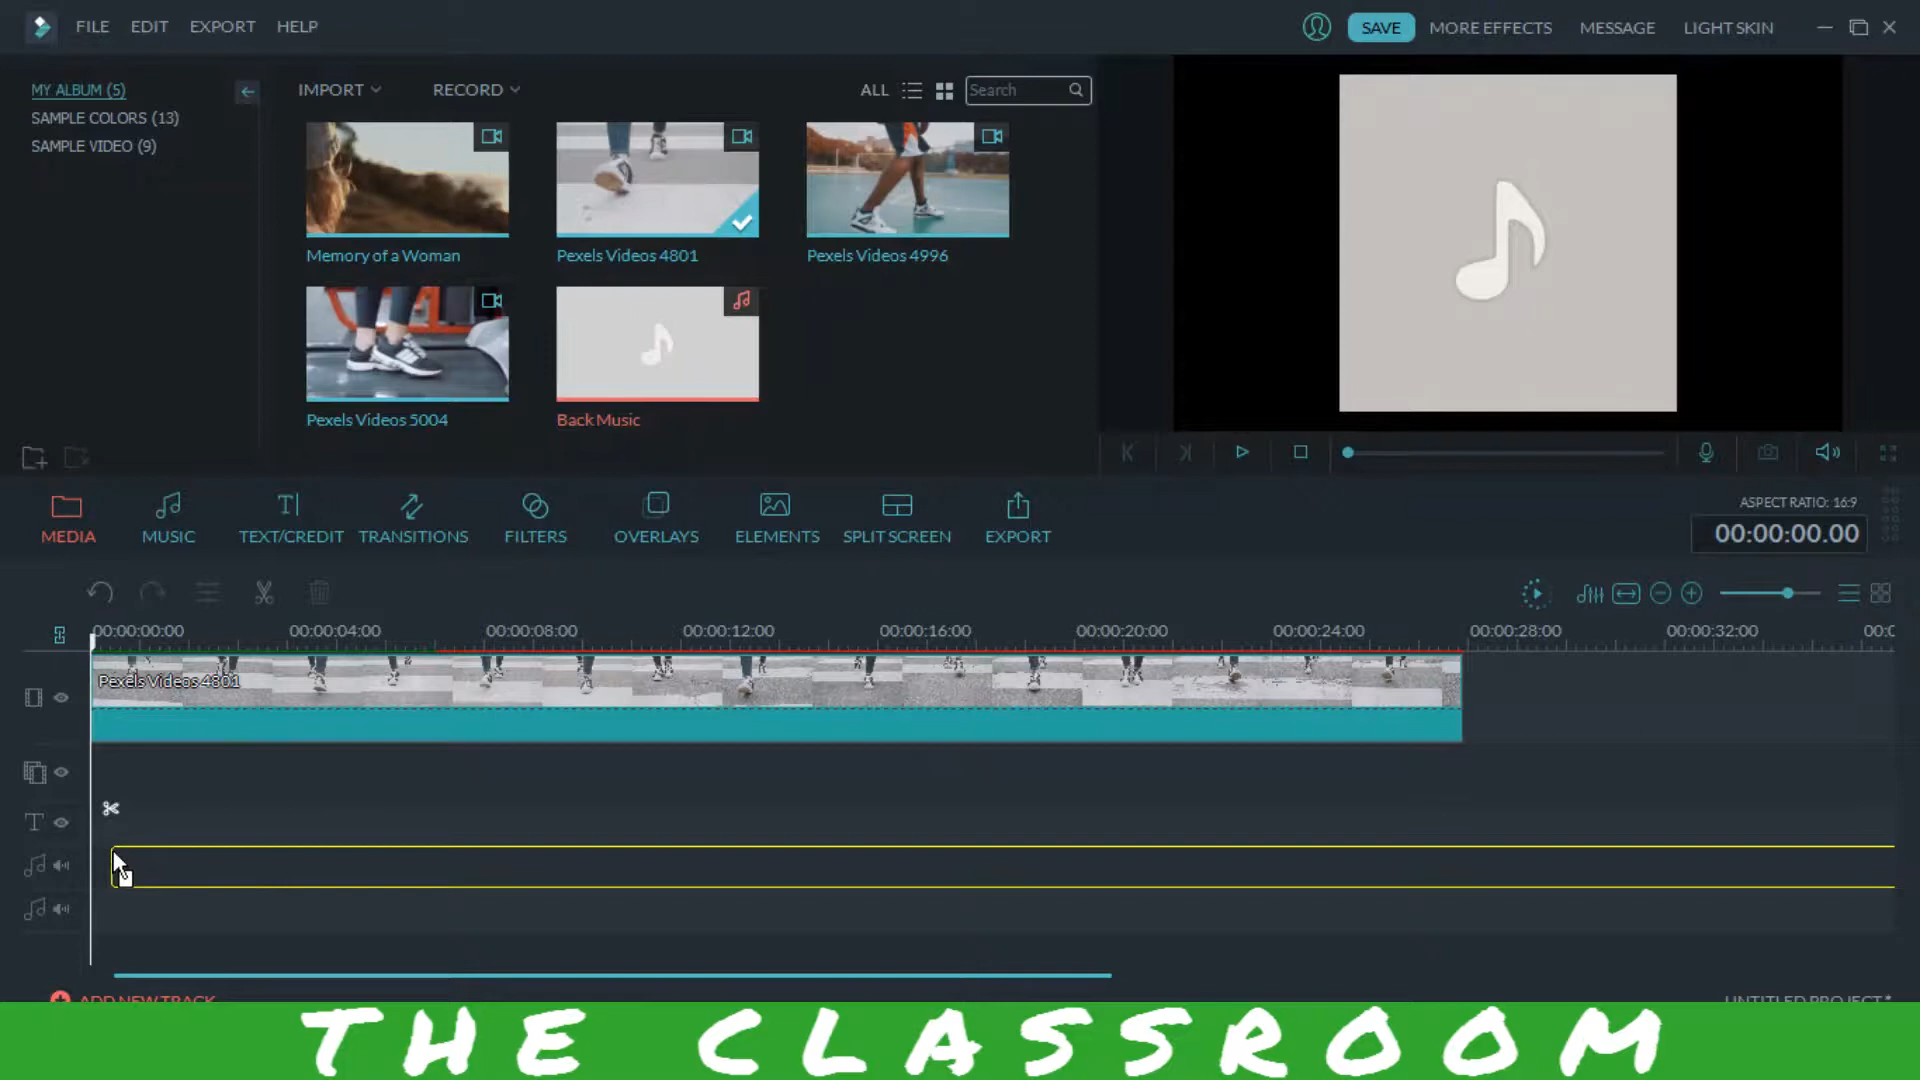 FILE EDIT EXPORT HELP
SAVE MORE EFFECTS MESSAGE LIGHT SKIN
MY ALBUM (5)
SAMPLE COLORS (13)
SAMPLE VIDEO (9)
IMPORT RECORD
ALL Search
Memory of a Woman
Pexels Videos 4801
Pexels Videos 4996
Pexels Videos 5004
Back Music
MEDIA MUSIC TEXT/CREDIT TRANSITIONS FILTERS OVERLAYS ELEMENTS SPLIT SCREEN EXPORT
ASPECT RATIO: 16:9
00:00:00.00
00:00:00:00 00:00:04:00 00:00:08:00 00:00:12:00 00:00:16:00 00:00:20:00 00:00:24:00 00:00:28:00 00:00:32:00 00:0
Pexels Videos 4801
ADD NEW TRACK
UNTITLED PROJECT *
THE CLASSROOM